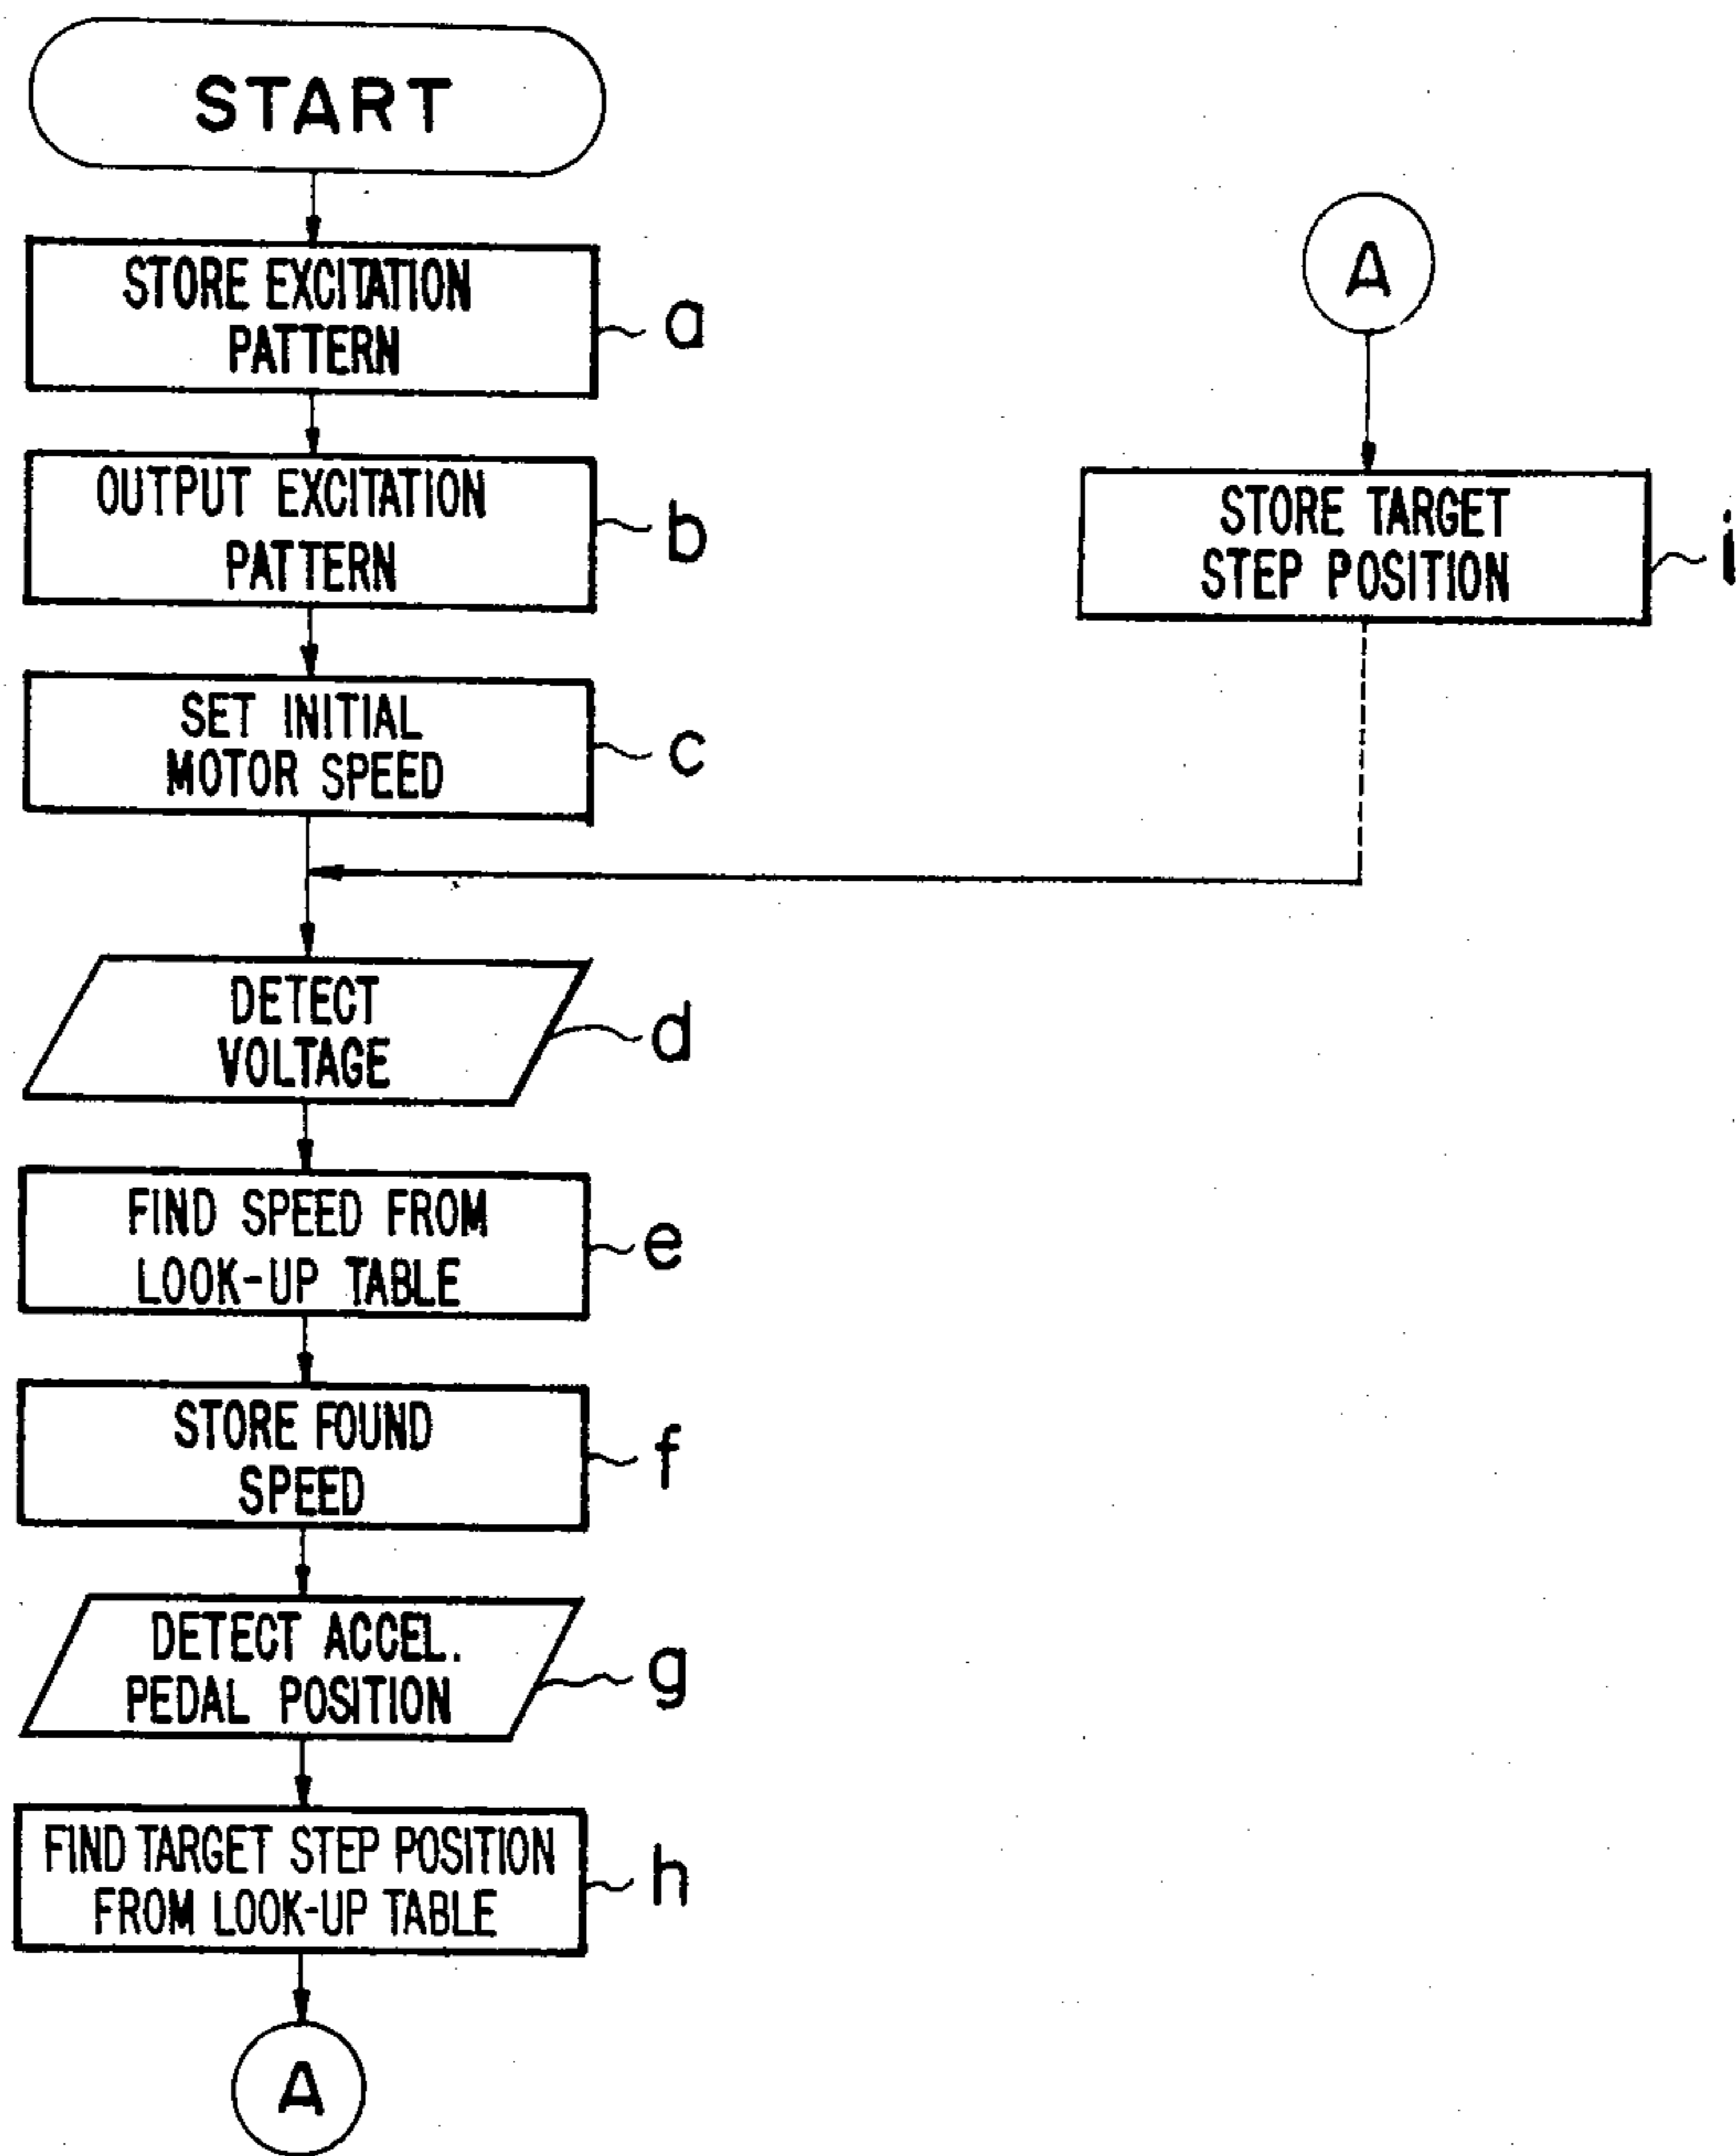 START
STORE EXCITATION
PATTERN
a
OUTPUT EXCITATION
PATTERN
b
SET INITIAL
MOTOR SPEED
c
DETECT
VOLTAGE
d
FIND SPEED FROM
LOOK-UP TABLE
e
STORE FOUND
SPEED
f
DETECT ACCEL.
PEDAL POSITION
g
FIND TARGET STEP POSITION
FROM LOOK-UP TABLE
h
A
A
STORE TARGET
STEP POSITION
i